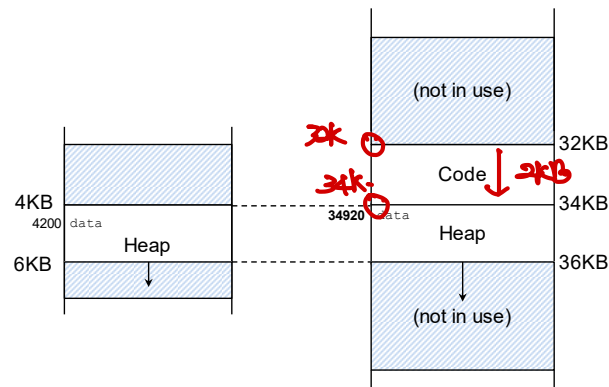 (not in use)
32k
32KB
Code
2KB
34k
4KB
34KB
4200 data
34920 data
Heap
Heap
6KB
36KB
(not in use)